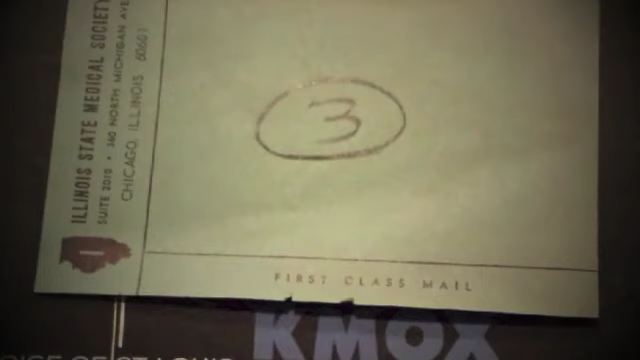 ILLINOIS STATE MEDICAL SOCIETY
SUITE 2010 • 360 NORTH MICHIGAN AVE
CHICAGO, ILLINOIS 60601
3
FIRST CLASS MAIL
KMOX